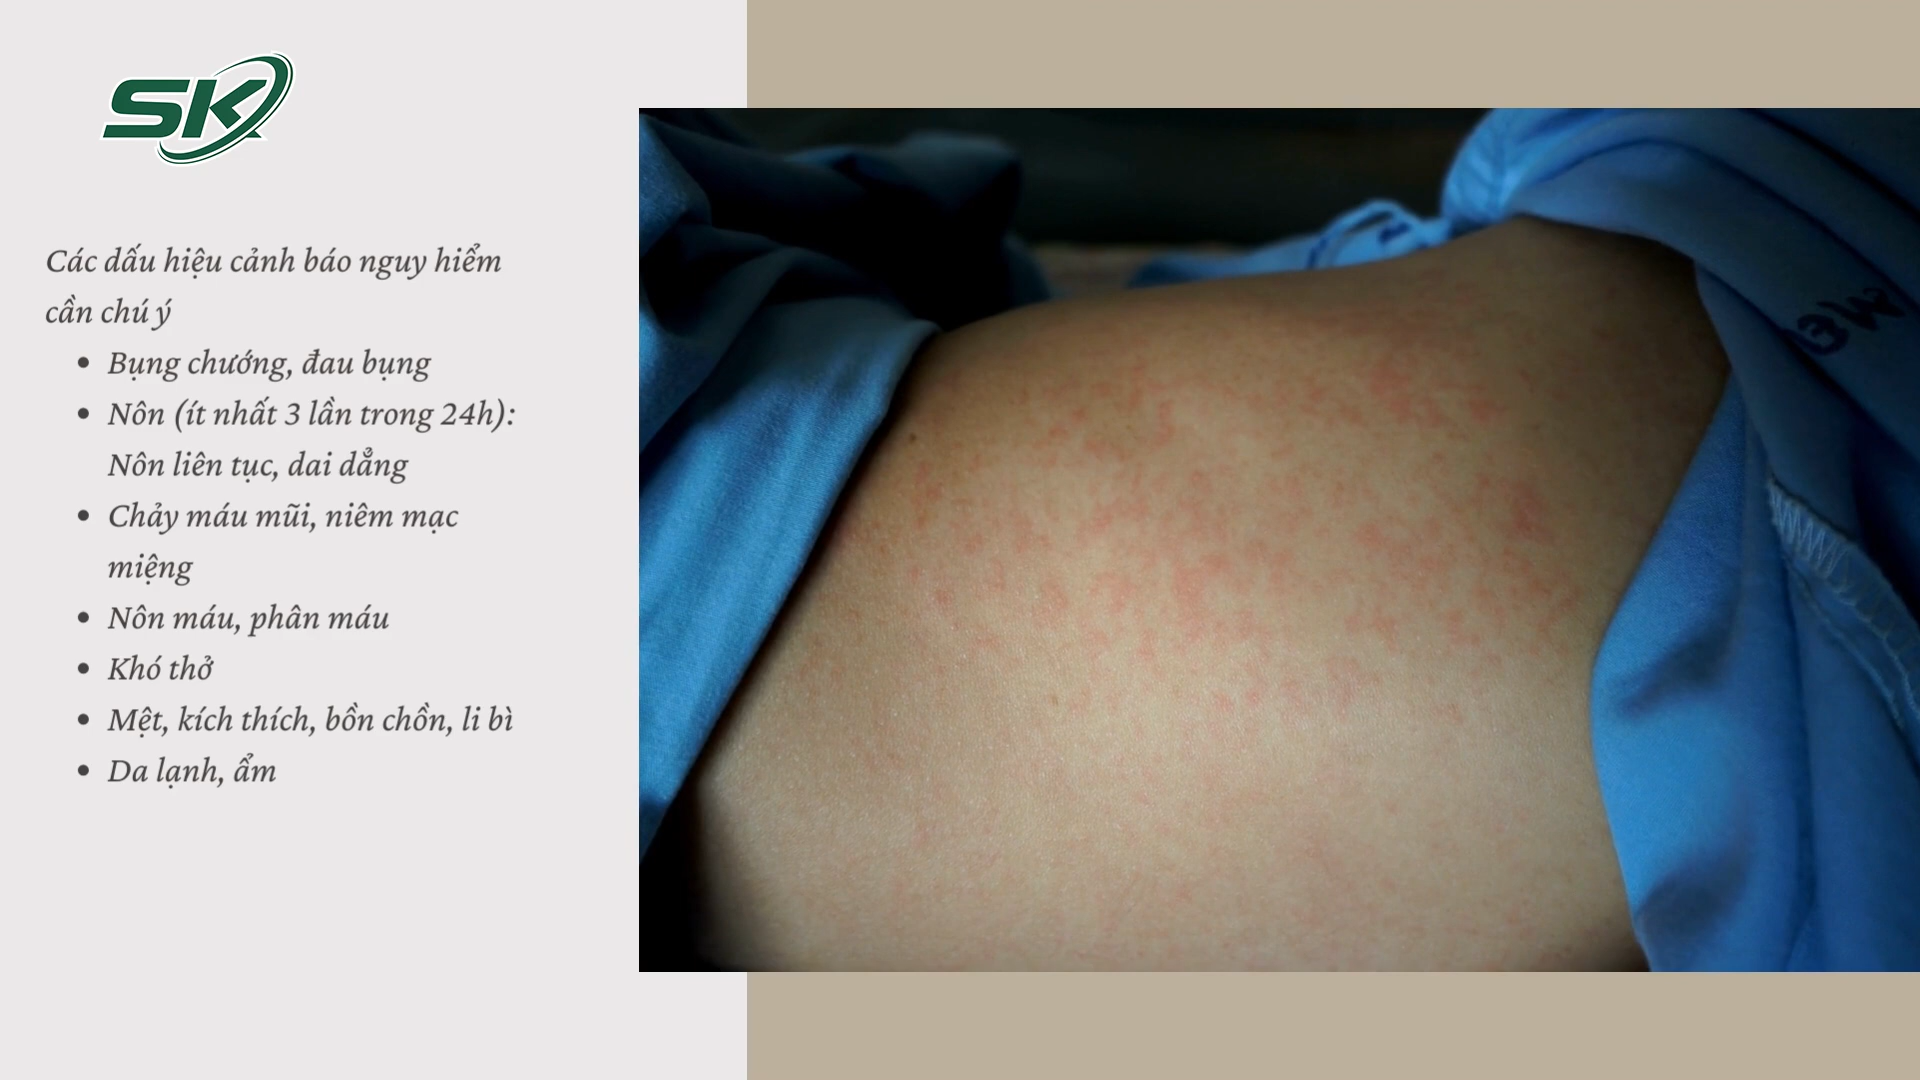 SK
Các dấu hiệu cảnh báo nguy hiểm
cần chú ý
• Bụng chướng, đau bụng
• Nôn (ít nhất 3 lần trong 24h):
Nôn liên tục, dai dẳng
• Chảy máu mũi, niêm mạc
miệng
• Nôn máu, phân máu
• Khó thở
• Mệt, kích thích, bồn chồn, li bì
• Da lạnh, ẩm